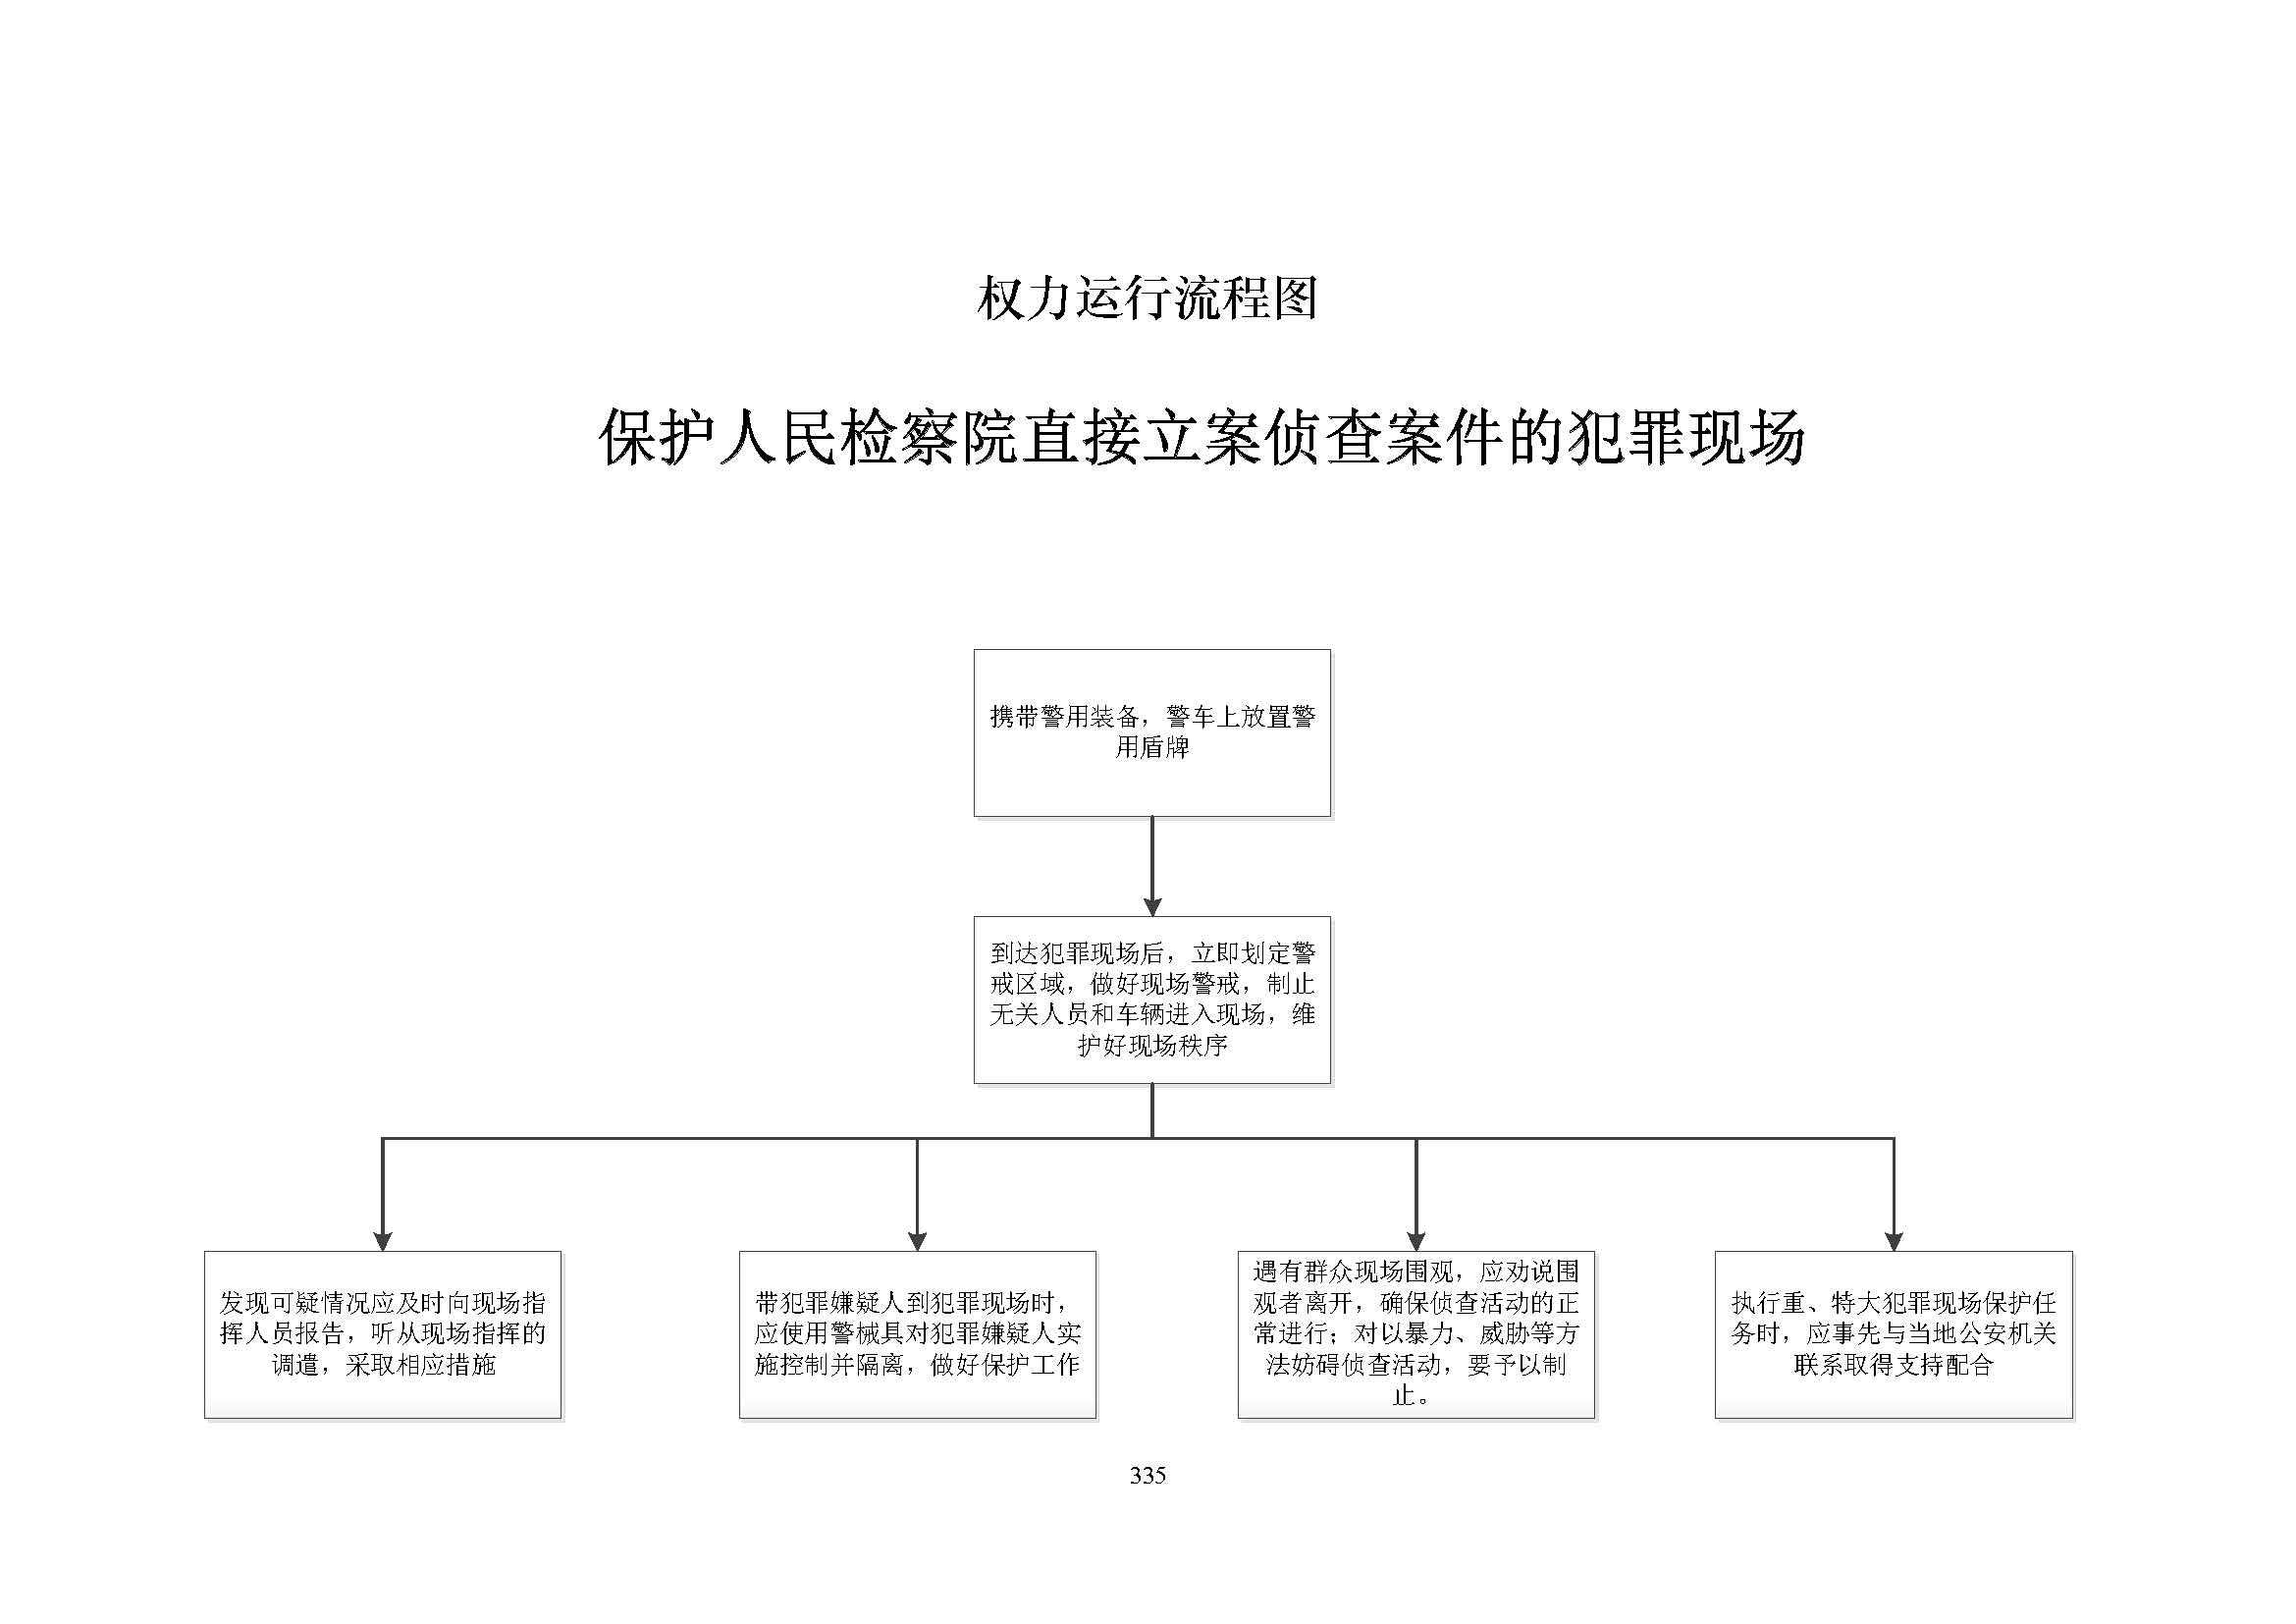 权力运行流程图
保护人民检察院直接立案侦查案件的犯罪现场
携带警用装备，警车上放置警
用盾牌
到达犯罪现场后，立即划定警
戒区域，做好现场警戒，制止
无关人员和车辆进入现场，维
护好现场秩序
发现可疑情况应及时向现场指
挥人员报告，听从现场指挥的
调遣，采取相应措施
带犯罪嫌疑人到犯罪现场时，
应使用警械具对犯罪嫌疑人实
施控制并隔离，做好保护工作
遇有群众现场围观，应劝说围
观者离开，确保侦查活动的正
常进行；对以暴力、威胁等方
法妨碍侦查活动，要予以制
止。
执行重、特大犯罪现场保护任
务时，应事先与当地公安机关
联系取得支持配合
335